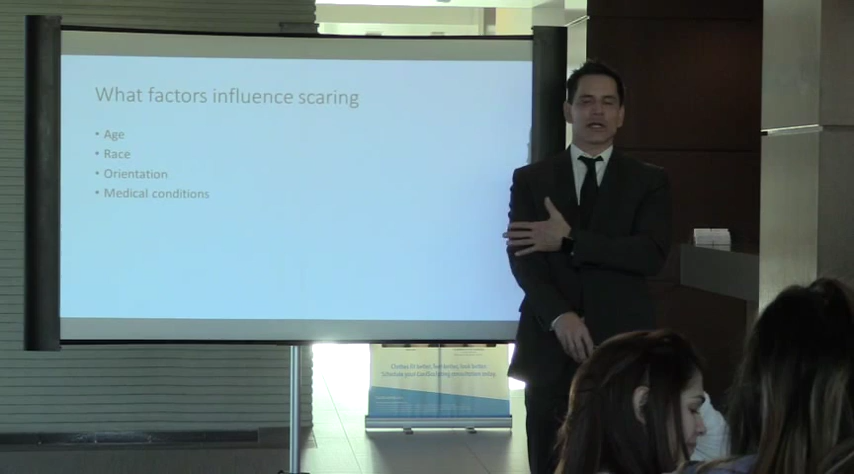 What factors influence scaring
• Age
• Race
• Orientation
• Medical conditions
Clothes fit better, feel better, look better